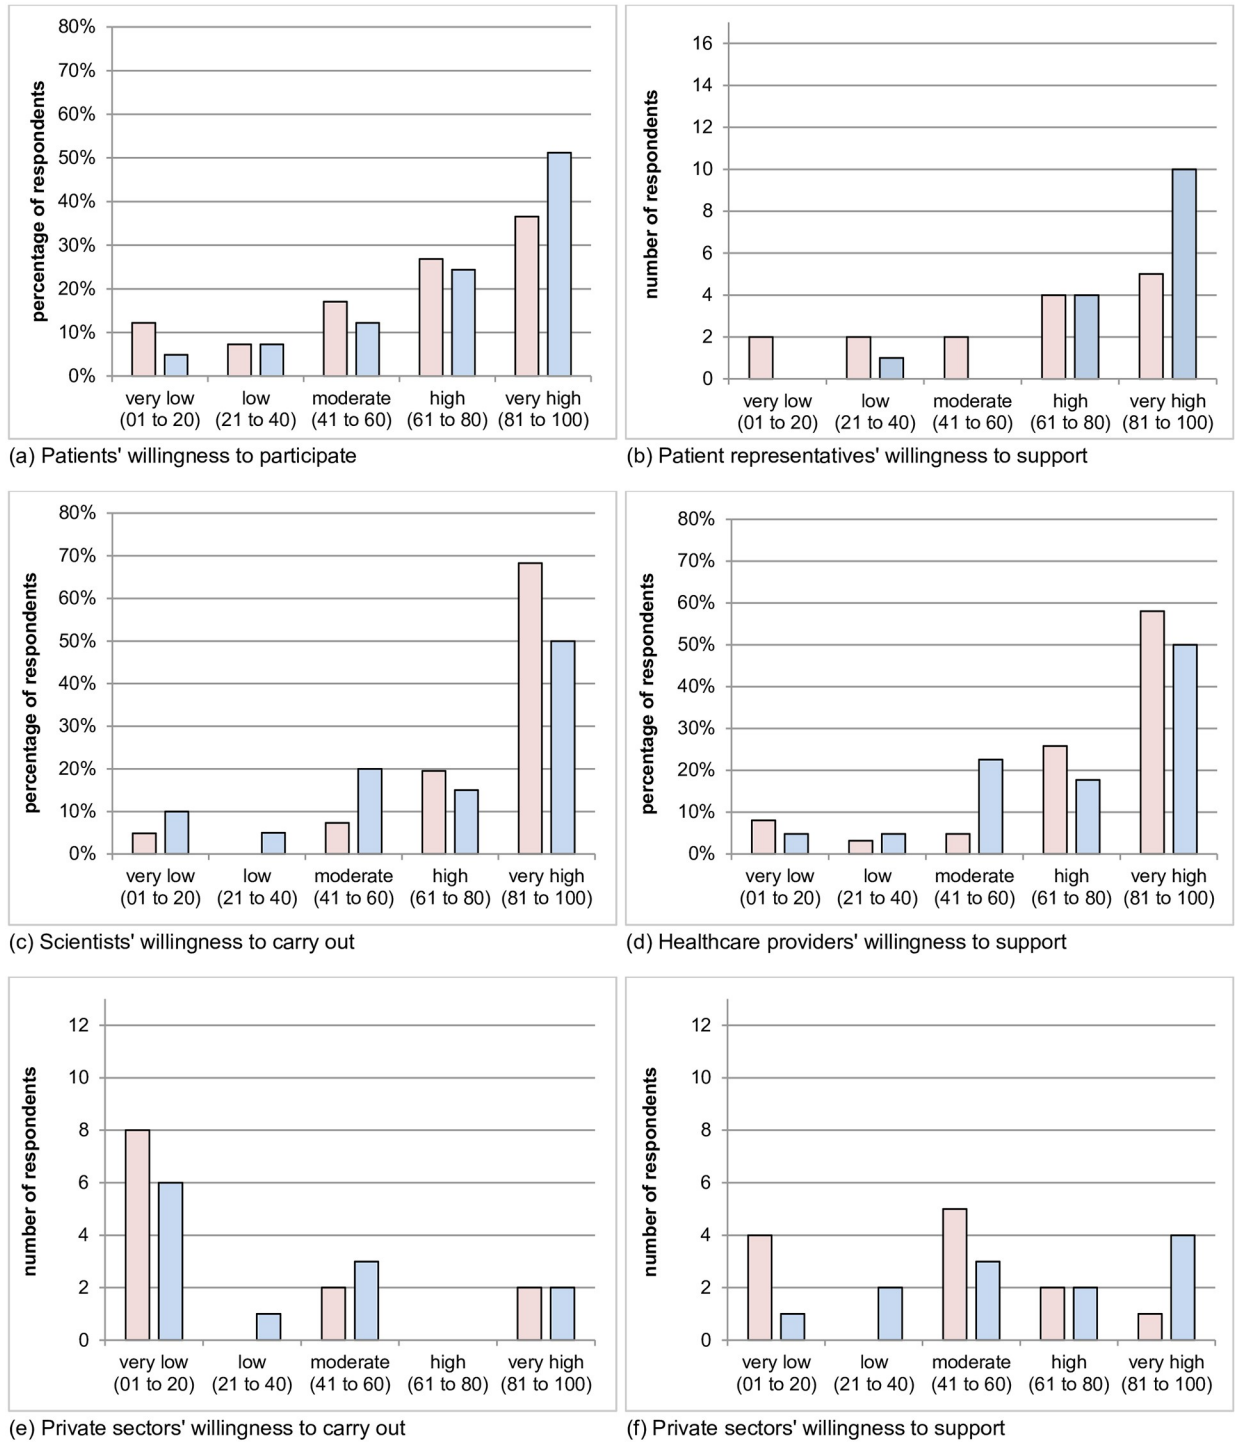 80%
70%
60%
50%
40%
30%
20%
10%
0%
percentage of respondents
very low low moderate high very high
(01 to 20) (21 to 40) (41 to 60) (61 to 80) (81 to 100)
(a) Patients' willingness to participate
16
14
12
10
8
6
4
2
0
number of respondents
very low low moderate high very high
(01 to 20) (21 to 40) (41 to 60) (61 to 80) (81 to 100)
(b) Patient representatives' willingness to support
80%
70%
60%
50%
40%
30%
20%
10%
0%
percentage of respondents
very low low moderate high very high
(01 to 20) (21 to 40) (41 to 60) (61 to 80) (81 to 100)
(c) Scientists' willingness to carry out
80%
70%
60%
50%
40%
30%
20%
10%
0%
percentage of respondents
very low low moderate high very high
(01 to 20) (21 to 40) (41 to 60) (61 to 80) (81 to 100)
(d) Healthcare providers' willingness to support
12
10
8
6
4
2
0
number of respondents
very low low moderate high very high
(01 to 20) (21 to 40) (41 to 60) (61 to 80) (81 to 100)
(e) Private sectors' willingness to carry out
12
10
8
6
4
2
0
number of respondents
very low low moderate high very high
(01 to 20) (21 to 40) (41 to 60) (61 to 80) (81 to 100)
(f) Private sectors' willingness to support